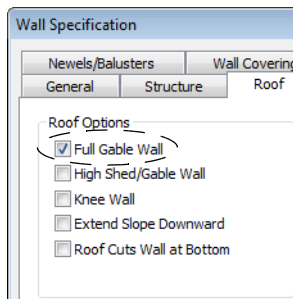 Wall Specification
Newels/Balusters Wall Covering
General Structure Roof
Roof Options
Full Gable Wall
High Shed/Gable Wall
Knee Wall
Extend Slope Downward
Roof Cuts Wall at Bottom